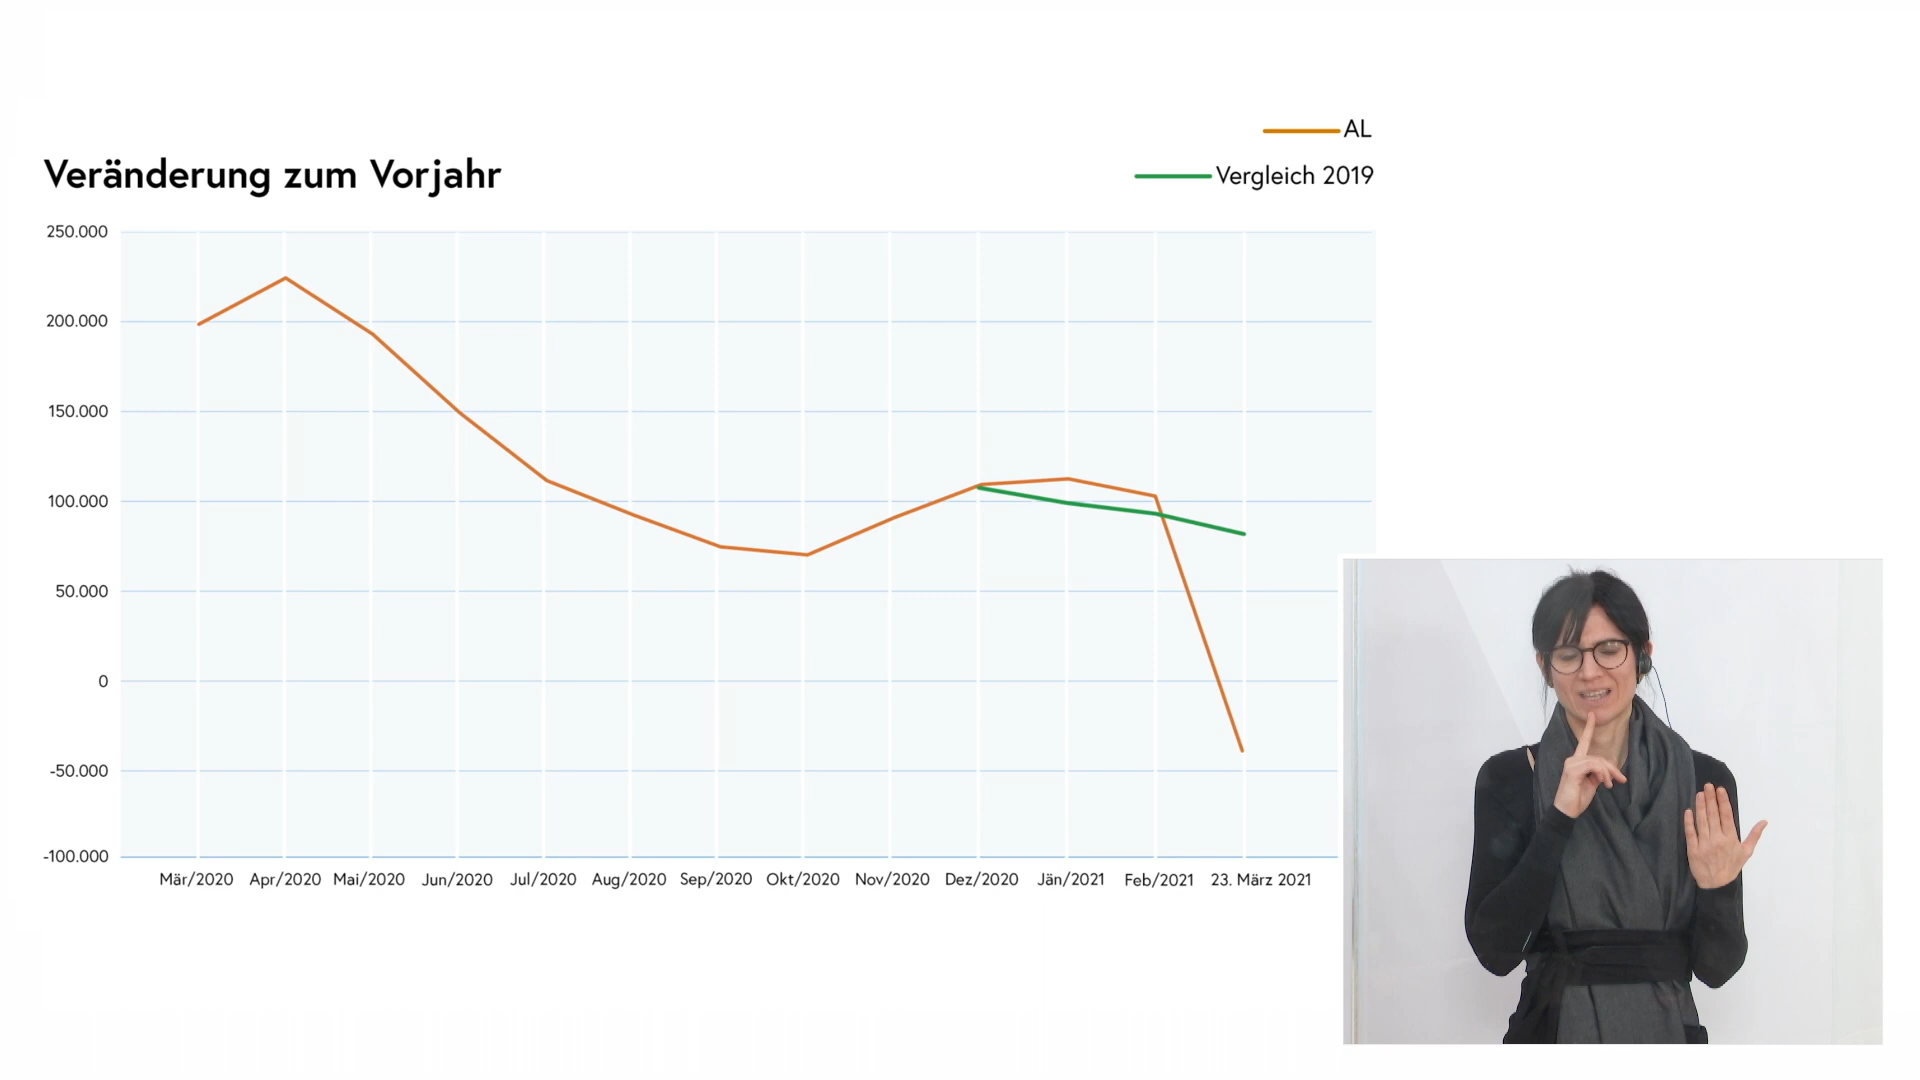 AL
Veränderung zum Vorjahr
Vergleich 2019
250.000
200.000
150.000
100.000
50.000
0
-50.000
-100.000
Mär/2020 Apr/2020 Mai/2020 Jun/2020 Jul/2020 Aug/2020 Sep/2020 Okt/2020 Nov/2020 Dez/2020 Jän/2021 Feb/2021 23. März 2021